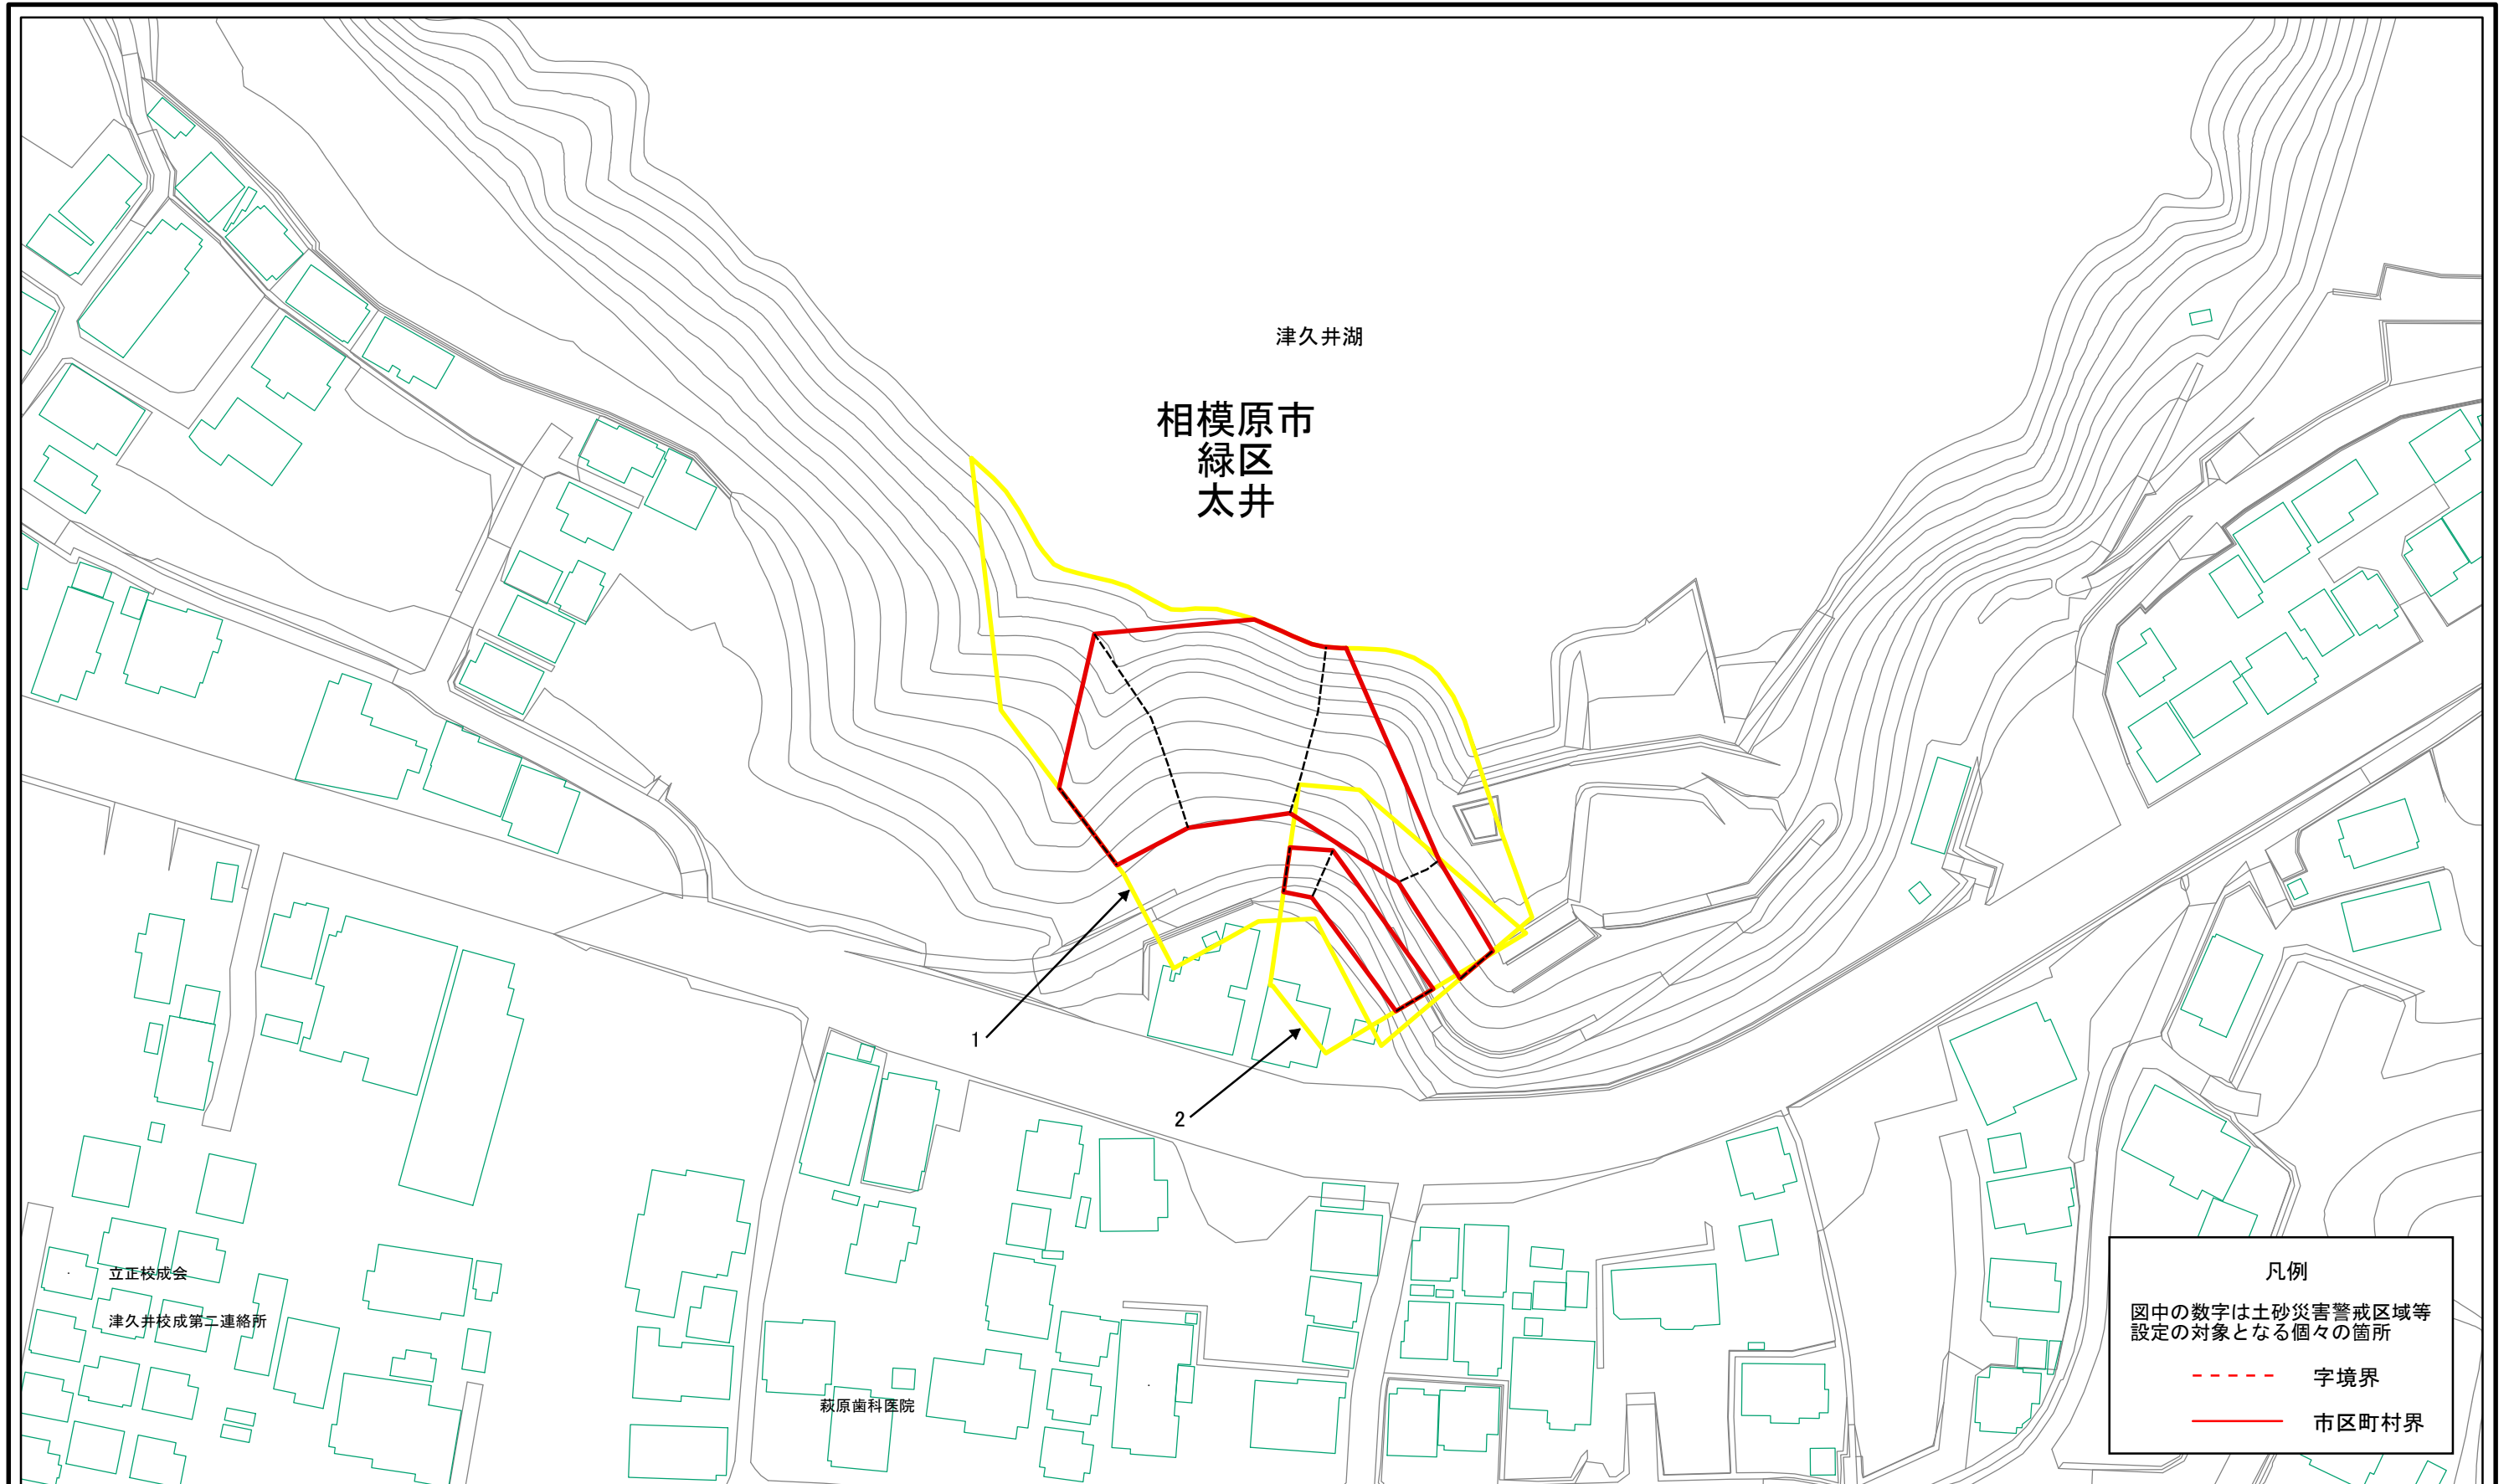 津久井湖
相模原市
緑区
太井
1
2
立正校成会
津久井校成第二連絡所
萩原歯科医院
凡例
図中の数字は土砂災害警戒区域等
設定の対象となる個々の箇所
字境界
市区町村界